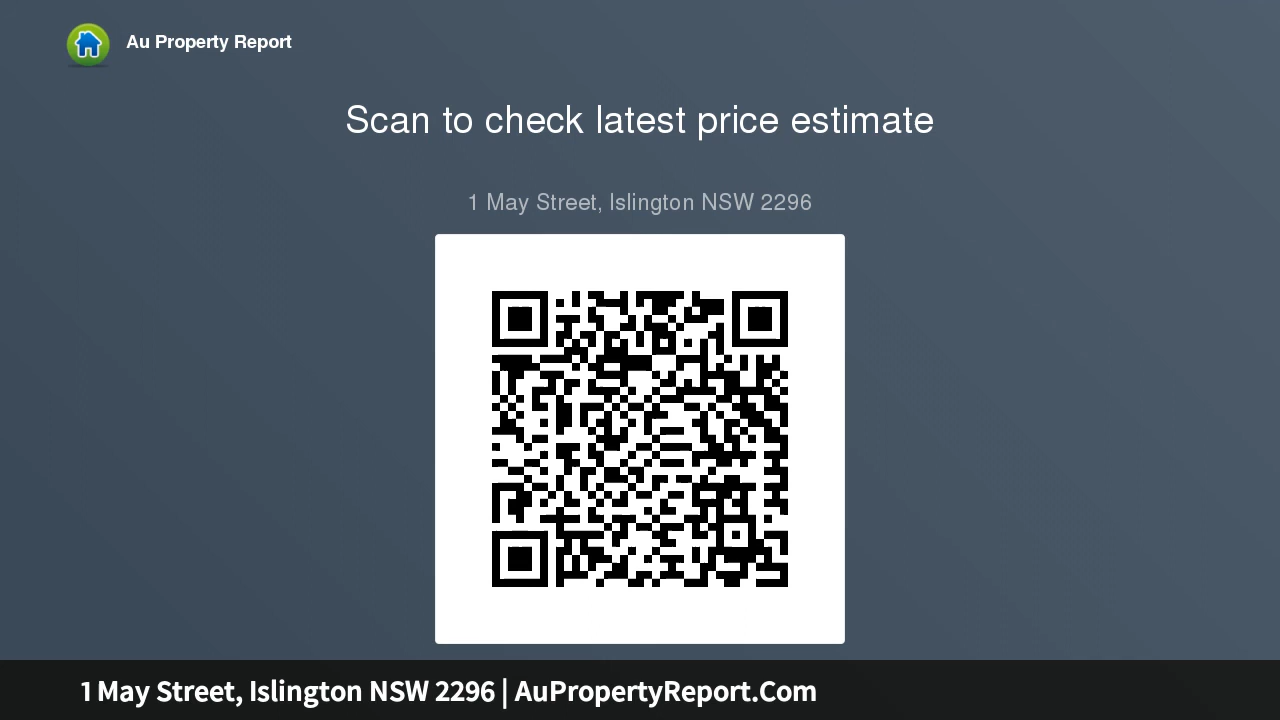 Au Property Report
Scan to check latest price estimate
1 May Street, Islington NSW 2296
1 May Street, Islington NSW 2296 | AuPropertyReport.Com